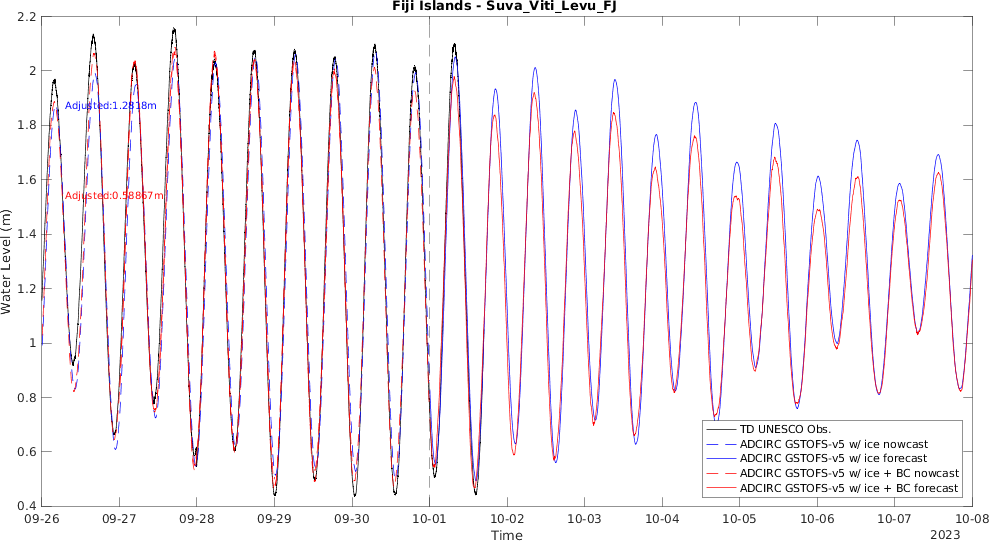 Fiji Islands - Suva_Viti_Levu_FJ
2.2
2
1.8
1.6
1.4
1.2
1
0.8
0.6
0.4
Water Level (m)
Adjusted:1.2818m
Adjusted:0.58867m
TD UNESCO Obs.
ADCIRC GSTOFS-v5 w/ ice nowcast
ADCIRC GSTOFS-v5 w/ ice forecast
ADCIRC GSTOFS-v5 w/ ice + BC nowcast
ADCIRC GSTOFS-v5 w/ ice + BC forecast
09-26 09-27 09-28 09-29 09-30 10-01 10-02 10-03 10-04 10-05 10-06 10-07 10-08
Time
2023